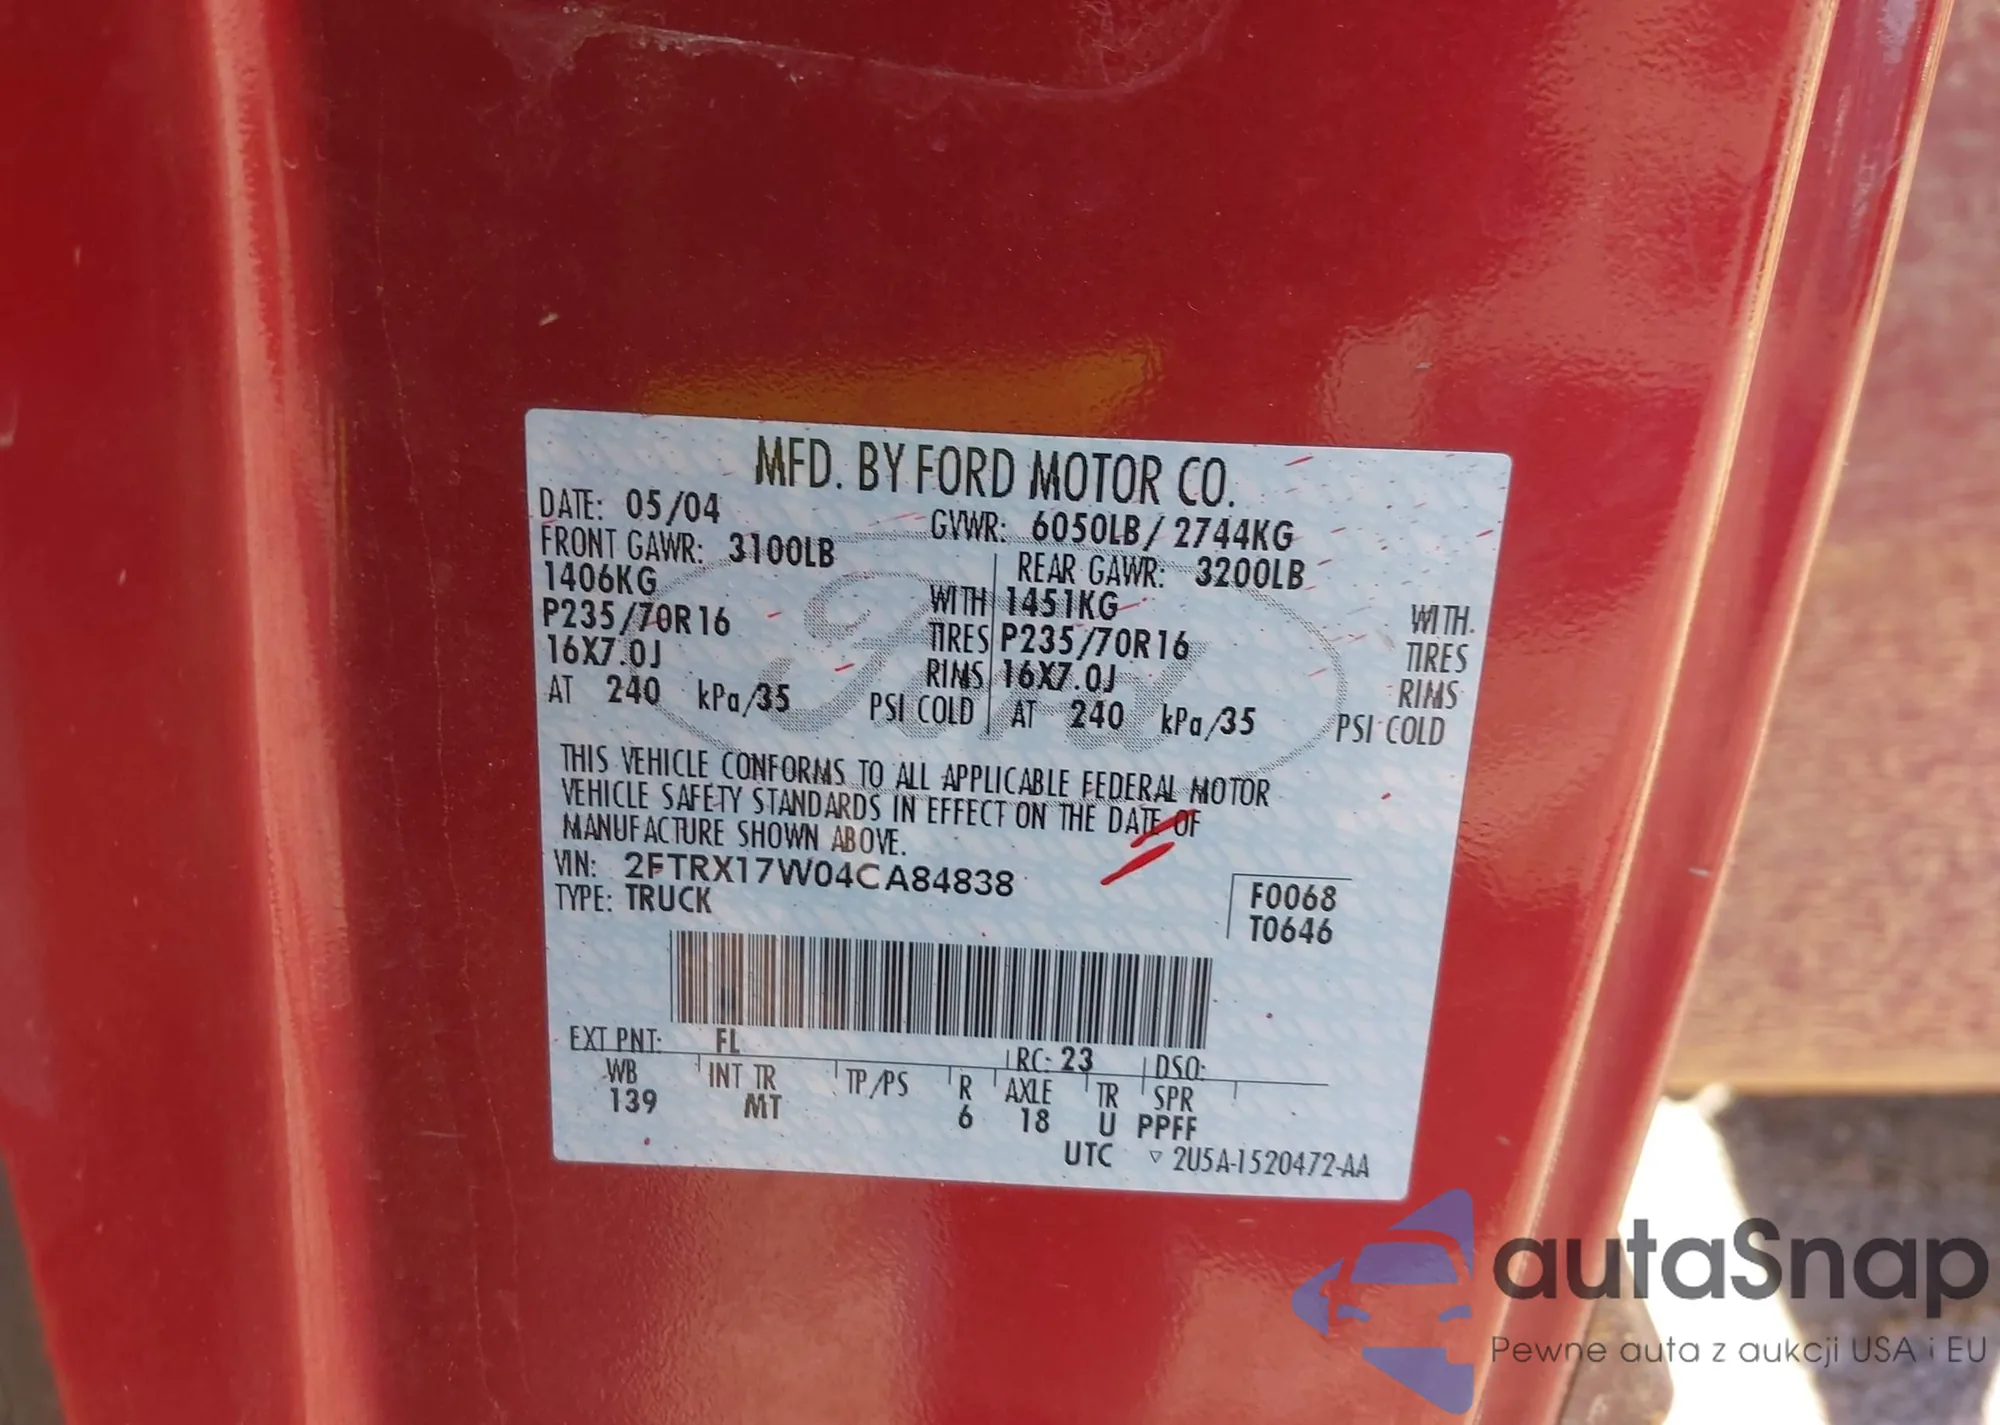 MFD. BY FORD MOTOR CO.
DATE: 05/04 GVWR: 6050LB / 2744KG
FRONT GAWR: 3100LB REAR GAWR: 3200LB
1406KG WITH 1451KG WITH
P235/70R16 TIRES P235/70R16 TIRES
16X7.0J RIMS 16X7.0J RIMS
AT 240 kPa/35 PSI COLD AT 240 kPa/35 PSI COLD
THIS VEHICLE CONFORMS TO ALL APPLICABLE FEDERAL MOTOR
VEHICLE SAFETY STANDARDS IN EFFECT ON THE DATE OF
MANUFACTURE SHOWN ABOVE.
VIN: 2FTRX17W04CA84838
TYPE: TRUCK
F0068
T0646
EXT PNT: FL RC: 23 DSO:
WB INT TR TP/PS R AXLE TR SPR
139 MT 6 18 U PPFF
UTC ▽ 2U5A-1520472-AA
Ford
autaSnap
Pewne auta z aukcji USA i EU